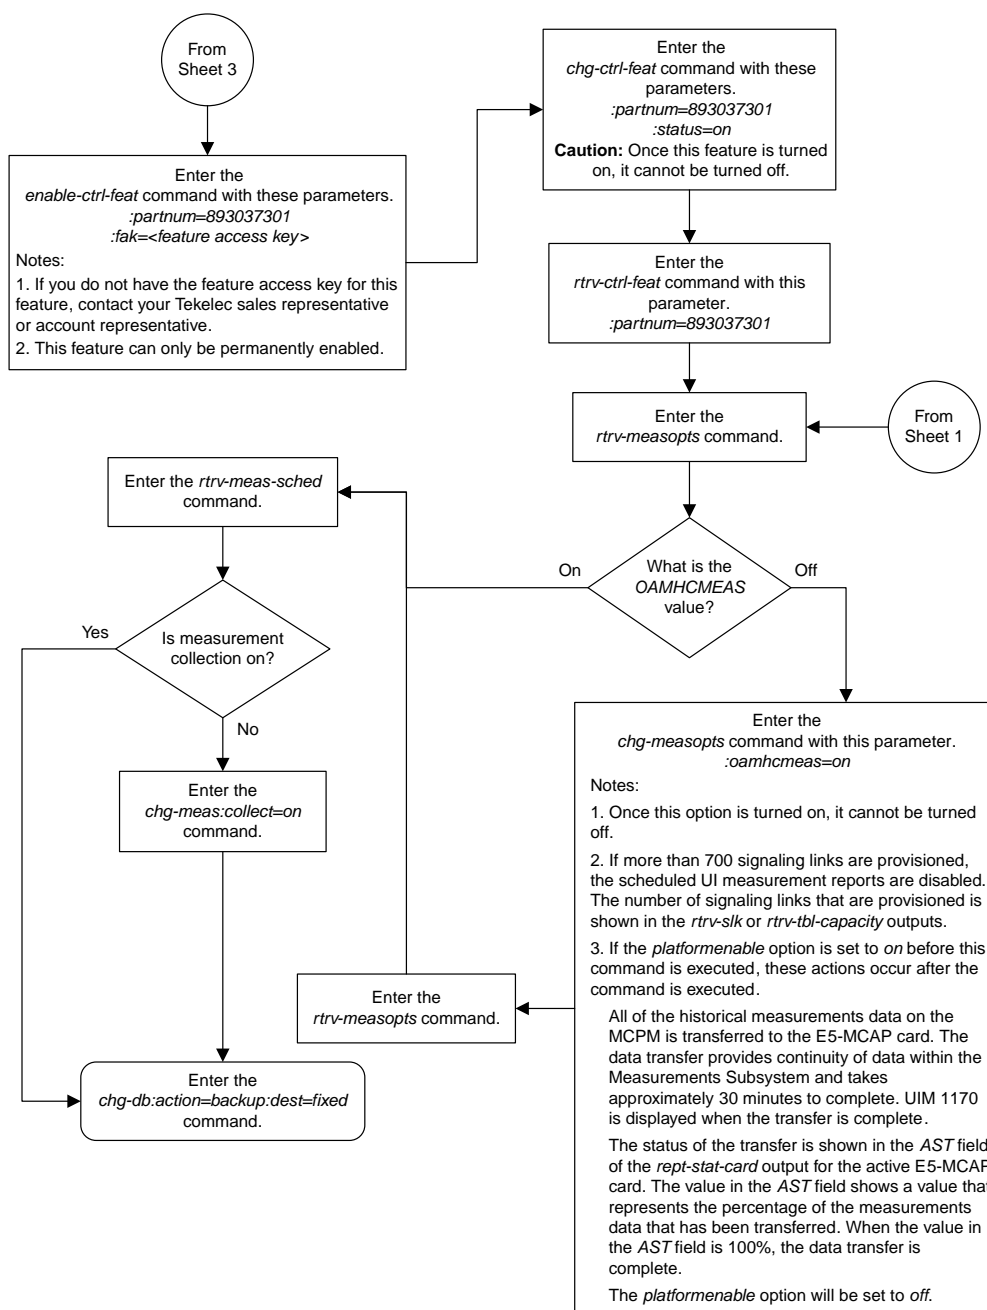 From
Sheet 3
Enter the
enable-ctrl-feat command with these parameters.
:partnum=893037301
:fak=<feature access key>
Notes:
1. If you do not have the feature access key for this
feature, contact your Tekelec sales representative
or account representative.
2. This feature can only be permanently enabled.
Enter the
chg-ctrl-feat command with these
parameters.
:partnum=893037301
:status=on
Caution: Once this feature is turned
on, it cannot be turned off.
Enter the
rtrv-ctrl-feat command with this
parameter.
:partnum=893037301
Enter the
rtrv-measopts command.
From
Sheet 1
What is the
OAMHCMEAS
value?
On
Off
Enter the rtrv-meas-sched
command.
Is measurement
collection on?
Yes
No
Enter the
chg-meas:collect=on
command.
Enter the
chg-db:action=backup:dest=fixed
command.
Enter the
rtrv-measopts command.
Enter the
chg-measopts command with this parameter.
:oamhcmeas=on
Notes:
1. Once this option is turned on, it cannot be turned
off.
2. If more than 700 signaling links are provisioned,
the scheduled UI measurement reports are disabled.
The number of signaling links that are provisioned is
shown in the rtrv-slk or rtrv-tbl-capacity outputs.
3. If the platformenable option is set to on before this
command is executed, these actions occur after the
command is executed.
All of the historical measurements data on the
MCPM is transferred to the E5-MCAP card. The
data transfer provides continuity of data within the
Measurements Subsystem and takes
approximately 30 minutes to complete. UIM 1170
is displayed when the transfer is complete.
The status of the transfer is shown in the AST field
of the rept-stat-card output for the active E5-MCAP
card. The value in the AST field shows a value that
represents the percentage of the measurements
data that has been transferred. When the value in
the AST field is 100%, the data transfer is
complete.
The platformenable option will be set to off.